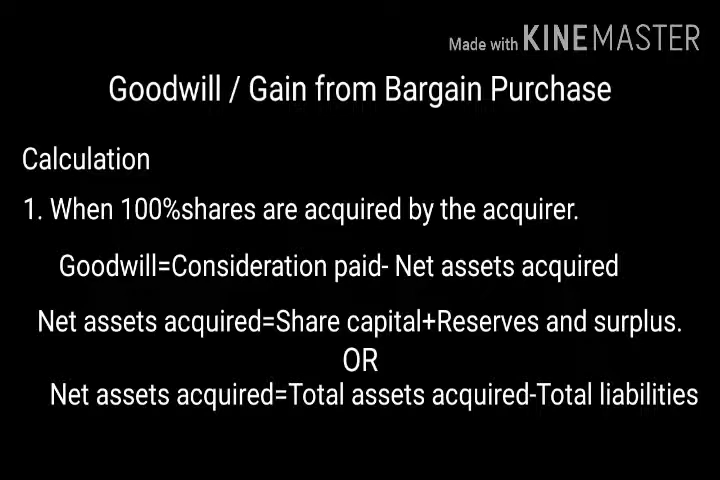 Made with KINEMASTER
Goodwill / Gain from Bargain Purchase
Calculation
1. When 100%shares are acquired by the acquirer.
Goodwill=Consideration paid- Net assets acquired
Net assets acquired=Share capital+Reserves and surplus.
OR
Net assets acquired=Total assets acquired-Total liabilities